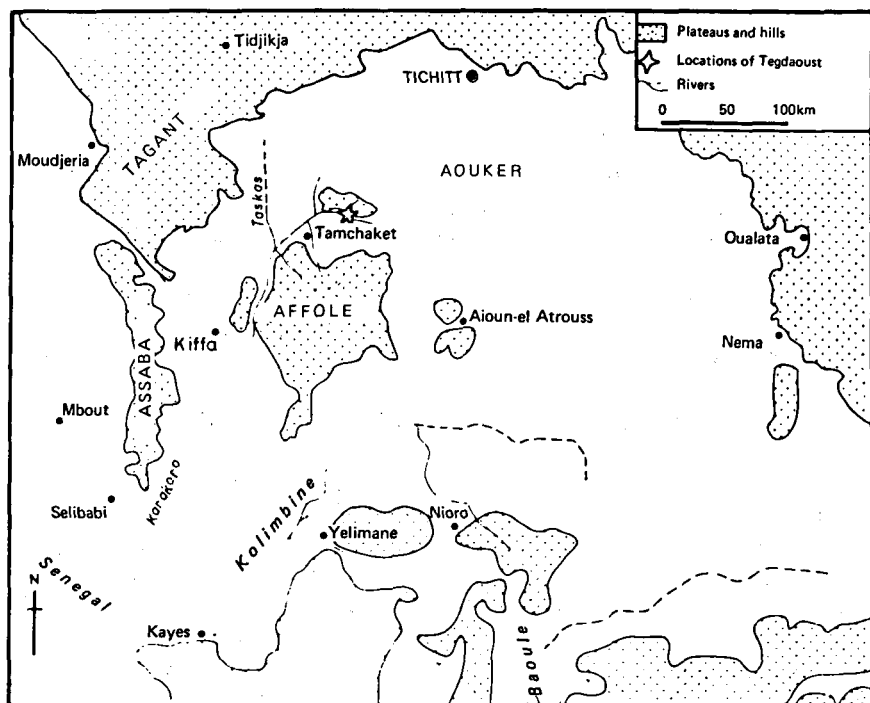 Plateaus and hills
Locations of Tegdaoust
Rivers
0 50 100km
Tidjikja
TICHITT
Moudjeria
TAGANT
AOUKER
Taskas
Tamchaket
Oualata
AFFOLE
Aioun-el Atrouss
Kiffa
Nema
ASSABA
Mbout
Karakoro
Selibabi
Kolimbine
Nioro
Yelimane
Senegal
N
Kayes
Baoule